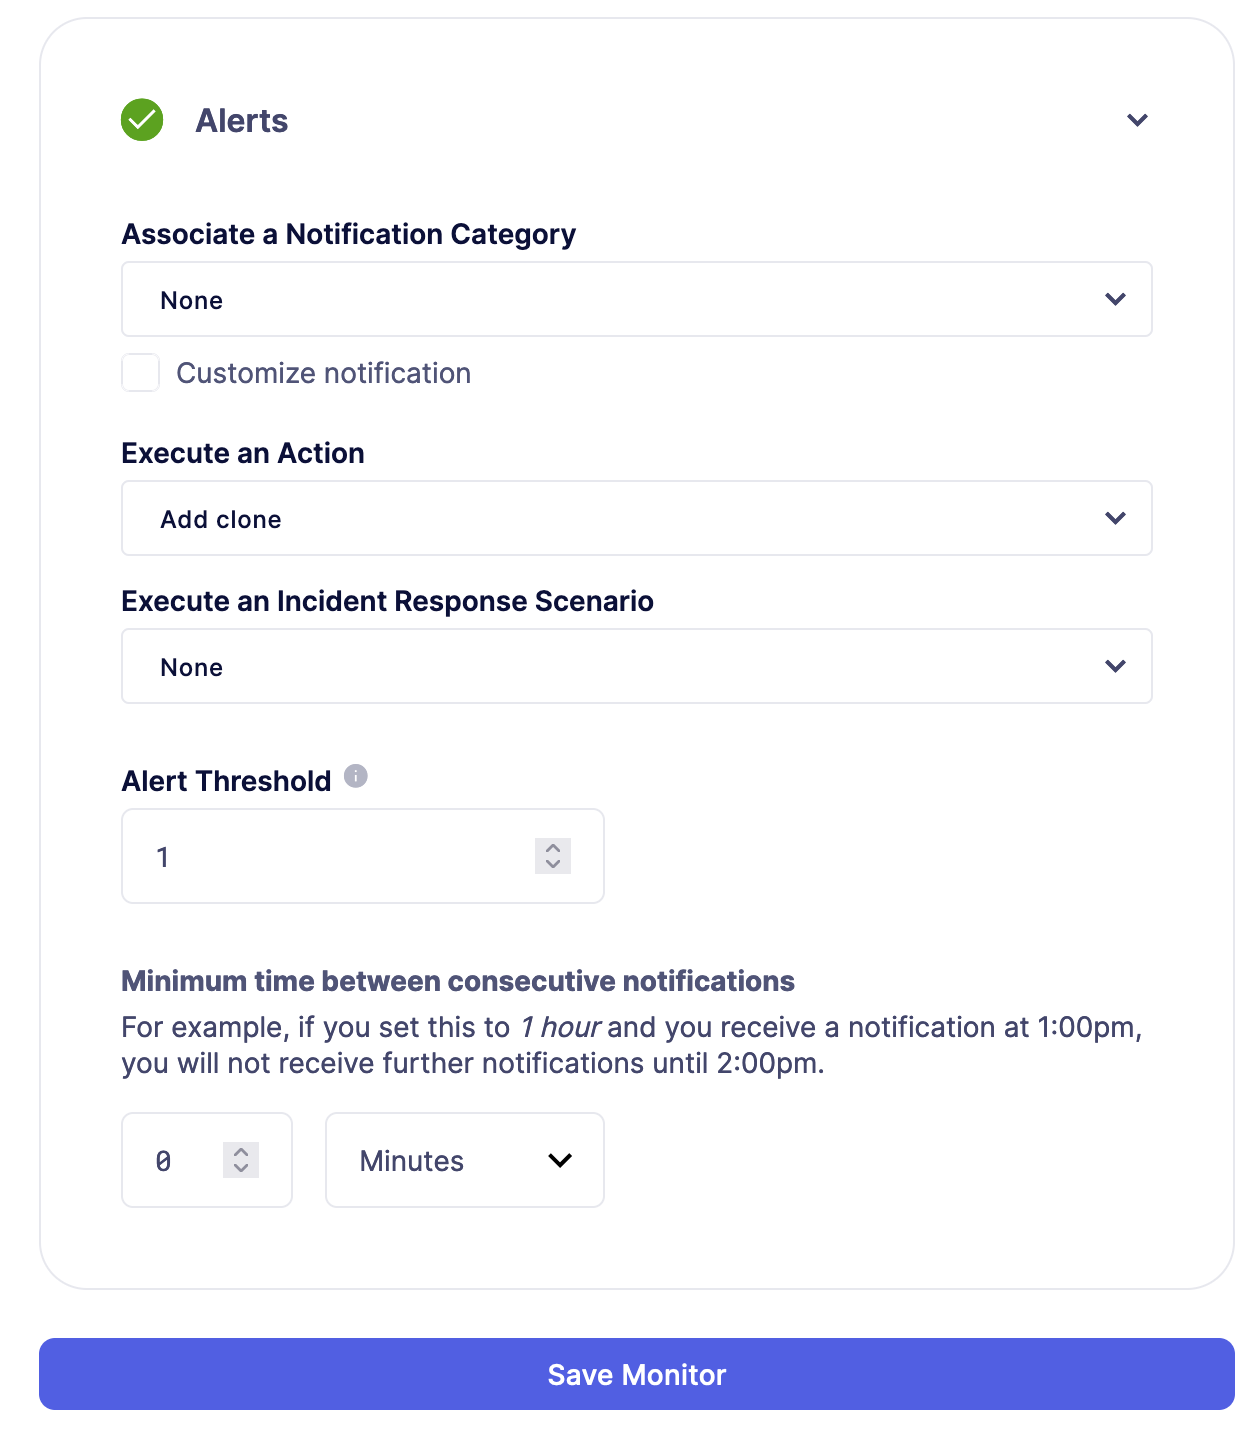 Alerts
Associate a Notification Category
None
Customize notification
Execute an Action
Add clone
Execute an Incident Response Scenario
None
Alert Threshold
1
Minimum time between consecutive notifications
For example, if you set this to 1 hour and you receive a notification at 1:00pm,
you will not receive further notifications until 2:00pm.
0 Minutes
Save Monitor